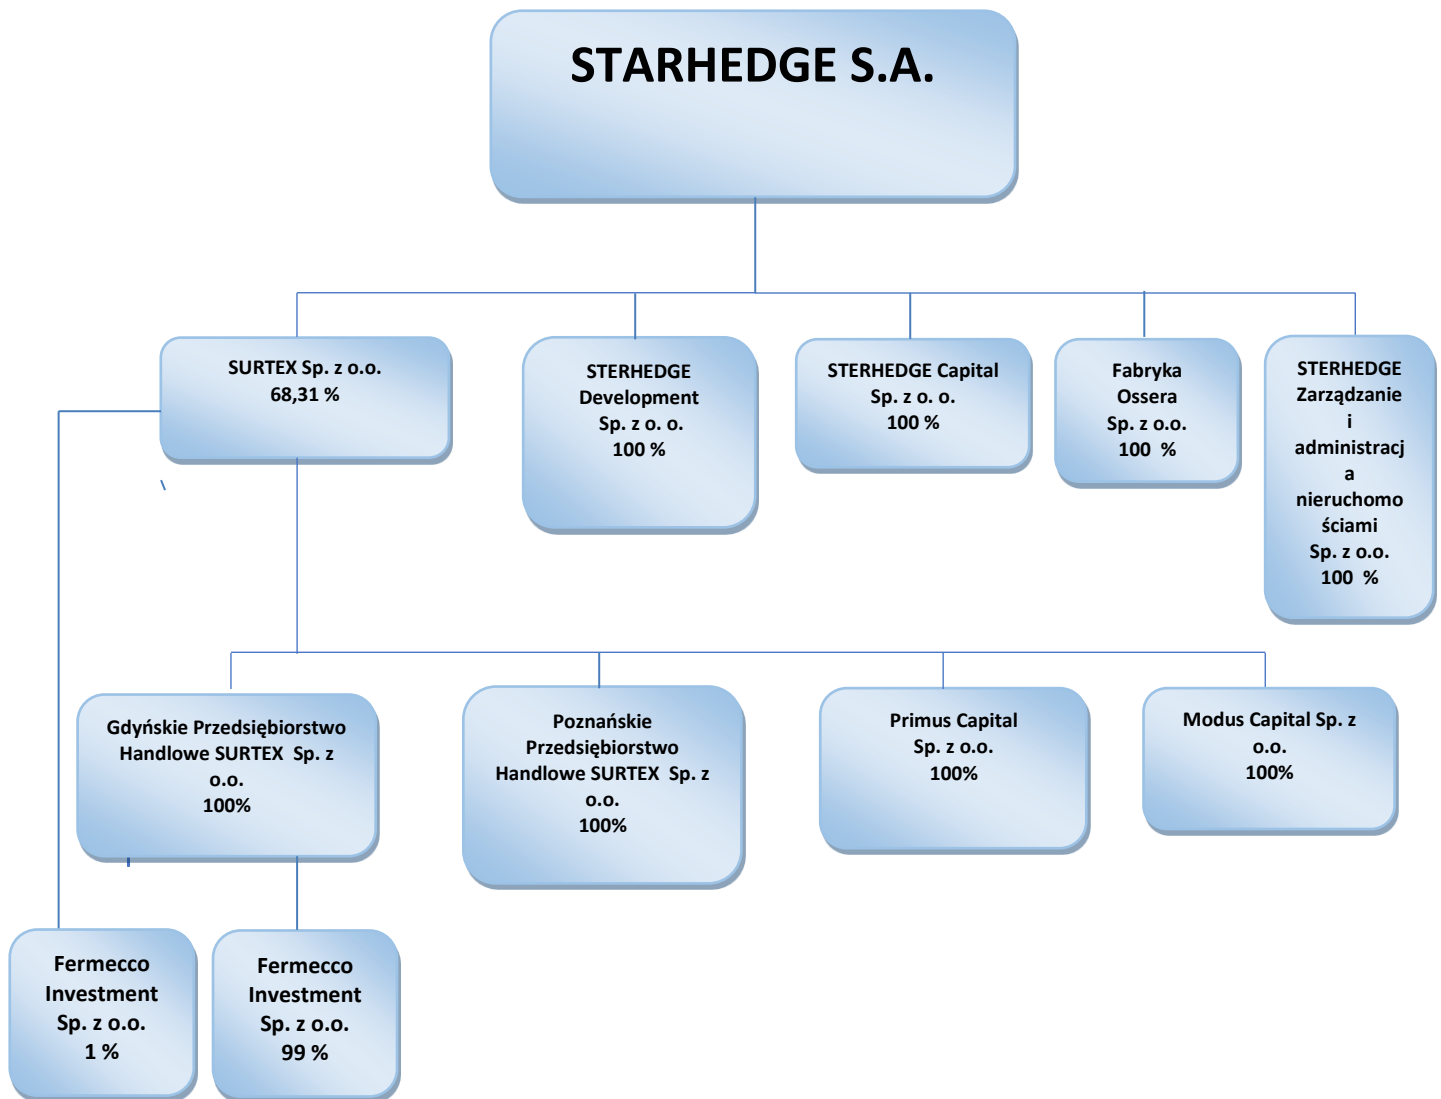 STARHEDGE S.A.
SURTEX Sp. z o.o.
68,31 %
STERHEDGE
Development
Sp. z o. o.
100 %
STERHEDGE Capital
Sp. z o. o.
100 %
Fabryka
Ossera
Sp. z o.o.
100 %
STERHEDGE
Zarządzanie
i
administracj
a
nieruchomo
ściami
Sp. z o.o.
100 %
Gdyńskie Przedsiębiorstwo
Handlowe SURTEX Sp. z
o.o.
100%
Poznańskie
Przedsiębiorstwo
Handlowe SURTEX Sp. z
o.o.
100%
Primus Capital
Sp. z o.o.
100%
Modus Capital Sp. z
o.o.
100%
Fermecco
Investment
Sp. z o.o.
1 %
Fermecco
Investment
Sp. z o.o.
99 %